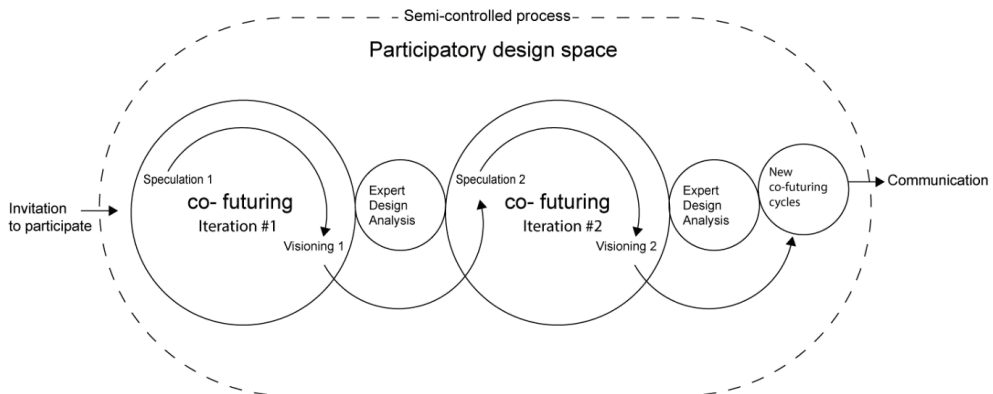 Semi-controlled process
Participatory design space
Invitation
to participate
Speculation 1
co- futuring
Iteration #1
Visioning 1
Expert
Design
Analysis
Speculation 2
co- futuring
Iteration #2
Visioning 2
Expert
Design
Analysis
New
co-futuring
cycles
Communication